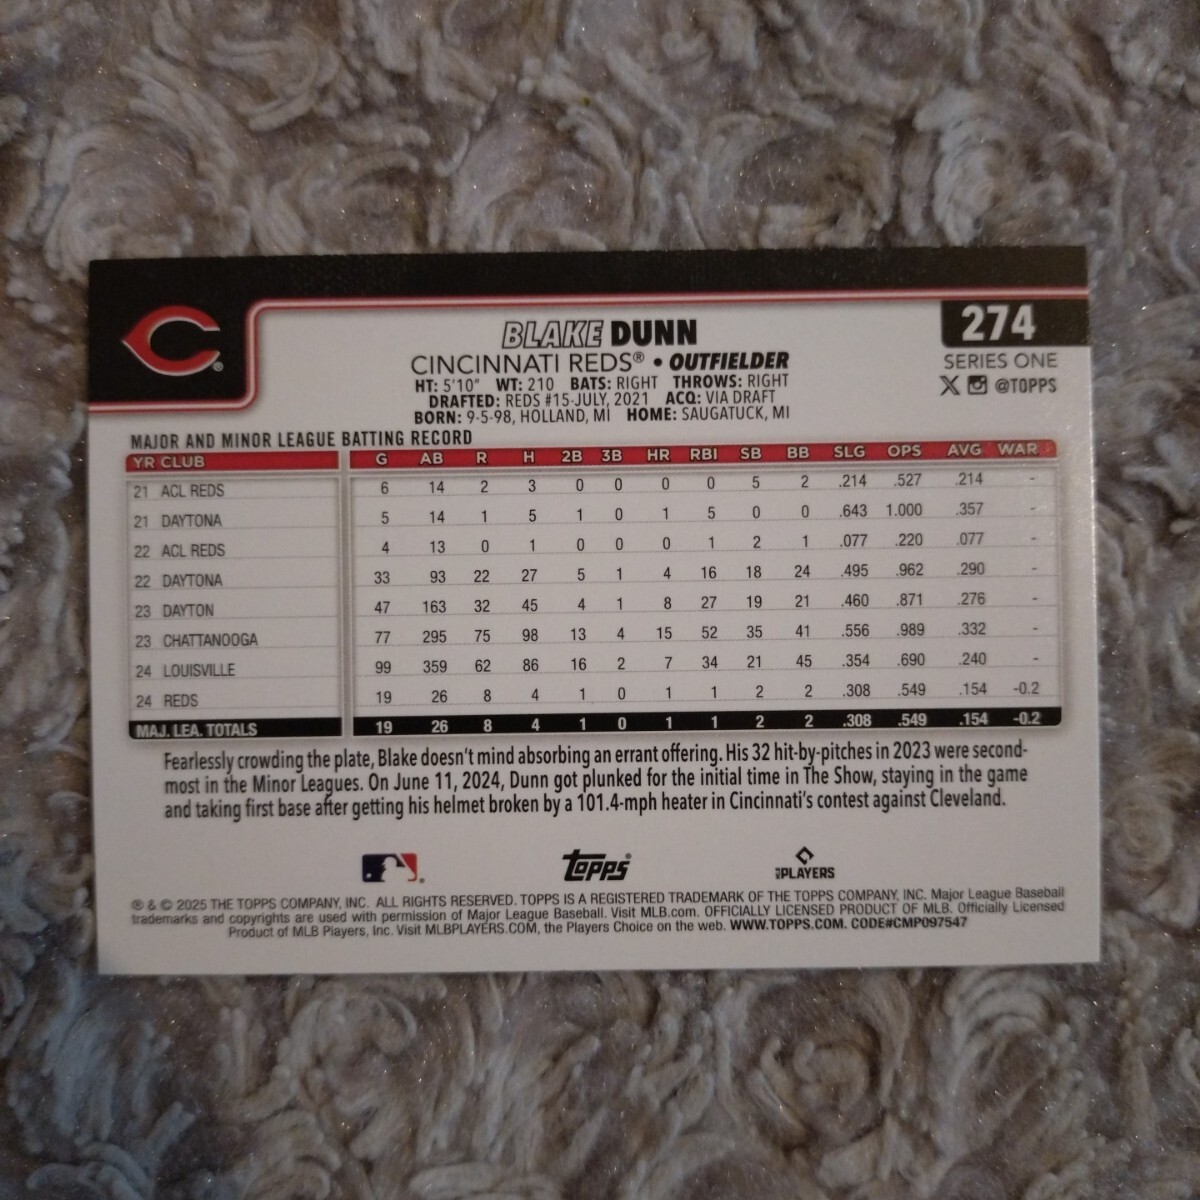 BLAKE DUNN
274
CINCINNATI REDS® • OUTFIELDER
SERIES ONE
HT: 5'10" WT: 210 BATS: RIGHT THROWS: RIGHT
@TOPPS
DRAFTED: REDS #15-JULY, 2021 ACQ: VIA DRAFT
BORN: 9-5-98, HOLLAND, MI HOME: SAUGATUCK, MI
MAJOR AND MINOR LEAGUE BATTING RECORD
YR CLUB G AB R H 2B 3B HR RBI SB BB SLG OPS AVG WAR
21 ACL REDS 6 14 2 3 0 0 0 0 5 2 .214 .527 .214 -
21 DAYTONA 5 14 1 5 1 0 1 5 0 0 .643 1.000 .357 -
22 ACL REDS 4 13 0 1 0 0 0 1 2 1 .077 .220 .077 -
22 DAYTONA 33 93 22 27 5 1 4 16 18 24 .495 .962 .290 -
23 DAYTON 47 163 32 45 4 1 8 27 19 21 .460 .871 .276 -
23 CHATTANOOGA 77 295 75 98 13 4 15 52 35 41 .556 .989 .332 -
24 LOUISVILLE 99 359 62 86 16 2 7 34 21 45 .354 .690 .240 -
24 REDS 19 26 8 4 1 0 1 1 2 2 .308 .549 .154 -0.2
MAJ. LEA. TOTALS 19 26 8 4 1 0 1 1 2 2 .308 .549 .154 -0.2
Fearlessly crowding the plate, Blake doesn't mind absorbing an errant offering. His 32 hit-by-pitches in 2023 were second-
most in the Minor Leagues. On June 11, 2024, Dunn got plunked for the initial time in The Show, staying in the game
and taking first base after getting his helmet broken by a 101.4-mph heater in Cincinnati's contest against Cleveland.
topps®
MLB PLAYERS
® & © 2025 THE TOPPS COMPANY, INC. ALL RIGHTS RESERVED. TOPPS IS A REGISTERED TRADEMARK OF THE TOPPS COMPANY, INC. Major League Baseball
trademarks and copyrights are used with permission of Major League Baseball. Visit MLB.com. OFFICIALLY LICENSED PRODUCT OF MLB. Officially Licensed
Product of MLB Players, Inc. Visit MLBPLAYERS.COM, the Players Choice on the web. WWW.TOPPS.COM. CODE#CMP097547